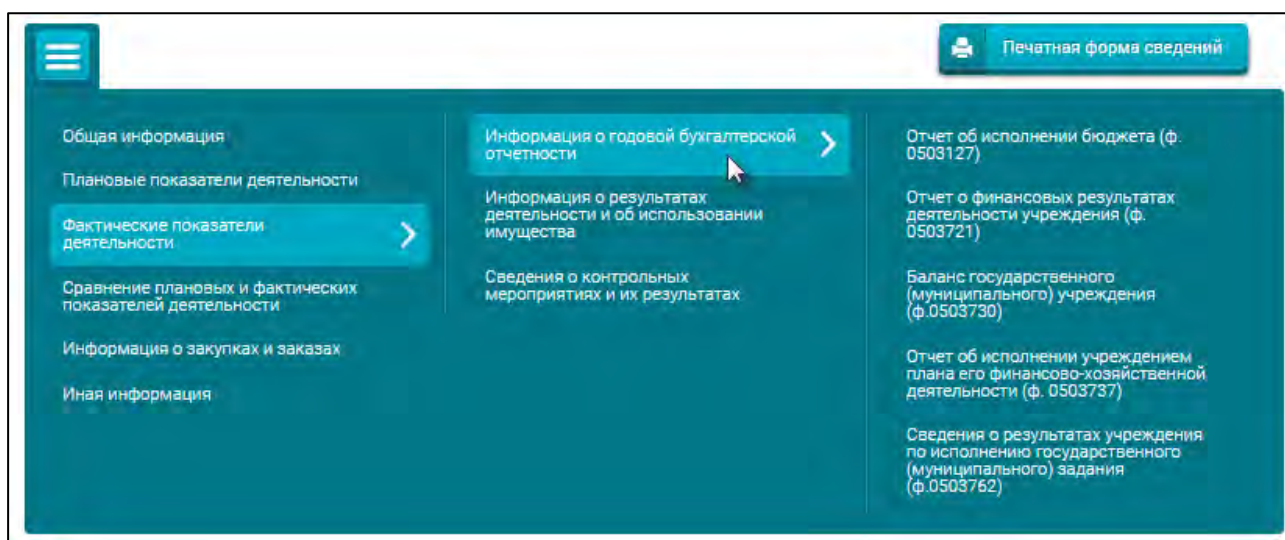 Печатная форма сведений
Общая информация
Плановые показатели деятельности
Фактические показатели
деятельности
Сравнение плановых и фактических
показателей деятельности
Информация о закупках и заказах
Иная информация
Информация о годовой бухгалтерской
отчетности
Информация о результатах
деятельности и об использовании
имущества
Сведения о контрольных
мероприятиях и их результатах
Отчет об исполнении бюджета (ф.
0503127)
Отчет о финансовых результатах
деятельности учреждения (ф.
0503721)
Баланс государственного
(муниципального) учреждения
(ф.0503730)
Отчет об исполнении учреждением
плана его финансово-хозяйственной
деятельности (ф. 0503737)
Сведения о результатах учреждения
по исполнению государственного
(муниципального) задания
(ф.0503762)